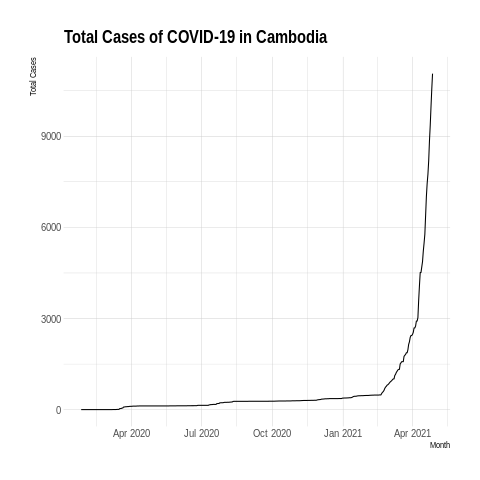 Total Cases of COVID-19 in Cambodia
Total Cases
9000
6000
3000
0
Apr 2020 Jul 2020 Oct 2020 Jan 2021 Apr 2021
Month